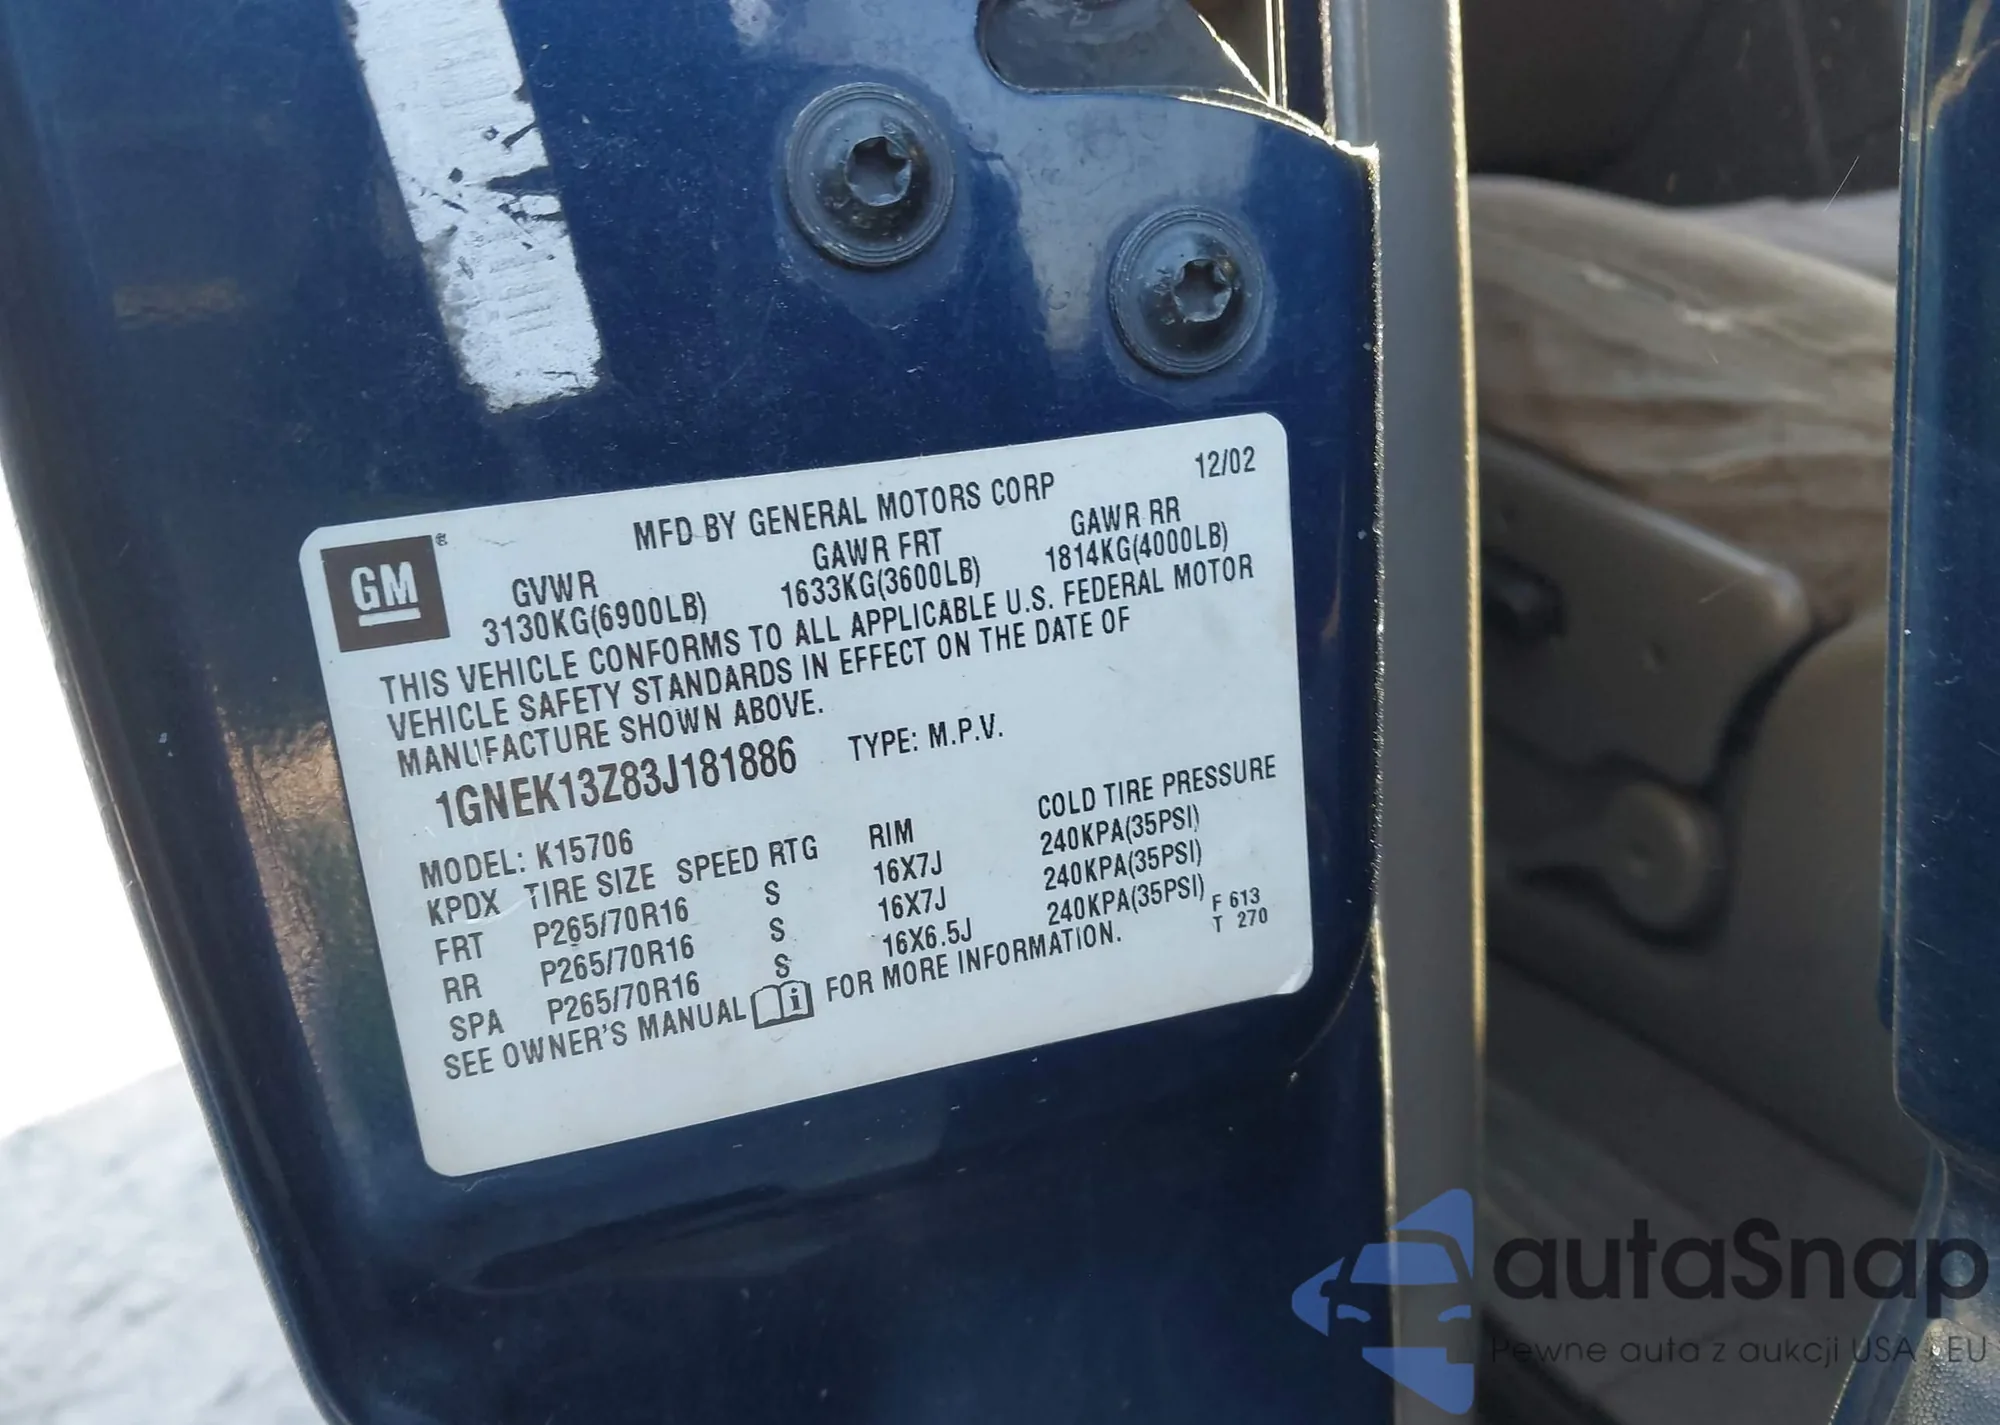 12/02
MFD BY GENERAL MOTORS CORP
GM®
GVWR GAWR FRT GAWR RR
3130KG(6900LB) 1633KG(3600LB) 1814KG(4000LB)
THIS VEHICLE CONFORMS TO ALL APPLICABLE U.S. FEDERAL MOTOR
VEHICLE SAFETY STANDARDS IN EFFECT ON THE DATE OF
MANUFACTURE SHOWN ABOVE.
1GNEK13Z83J181886 TYPE: M.P.V.
MODEL: K15706
KPDX TIRE SIZE SPEED RTG RIM COLD TIRE PRESSURE
FRT P265/70R16 S 16X7J 240KPA(35PSI)
RR P265/70R16 S 16X7J 240KPA(35PSI)
SPA P265/70R16 S 16X6.5J 240KPA(35PSI)
SEE OWNER'S MANUAL i FOR MORE INFORMATION.
F 613
T 270
autaSnap
Pewne auta z aukcji USA i EU